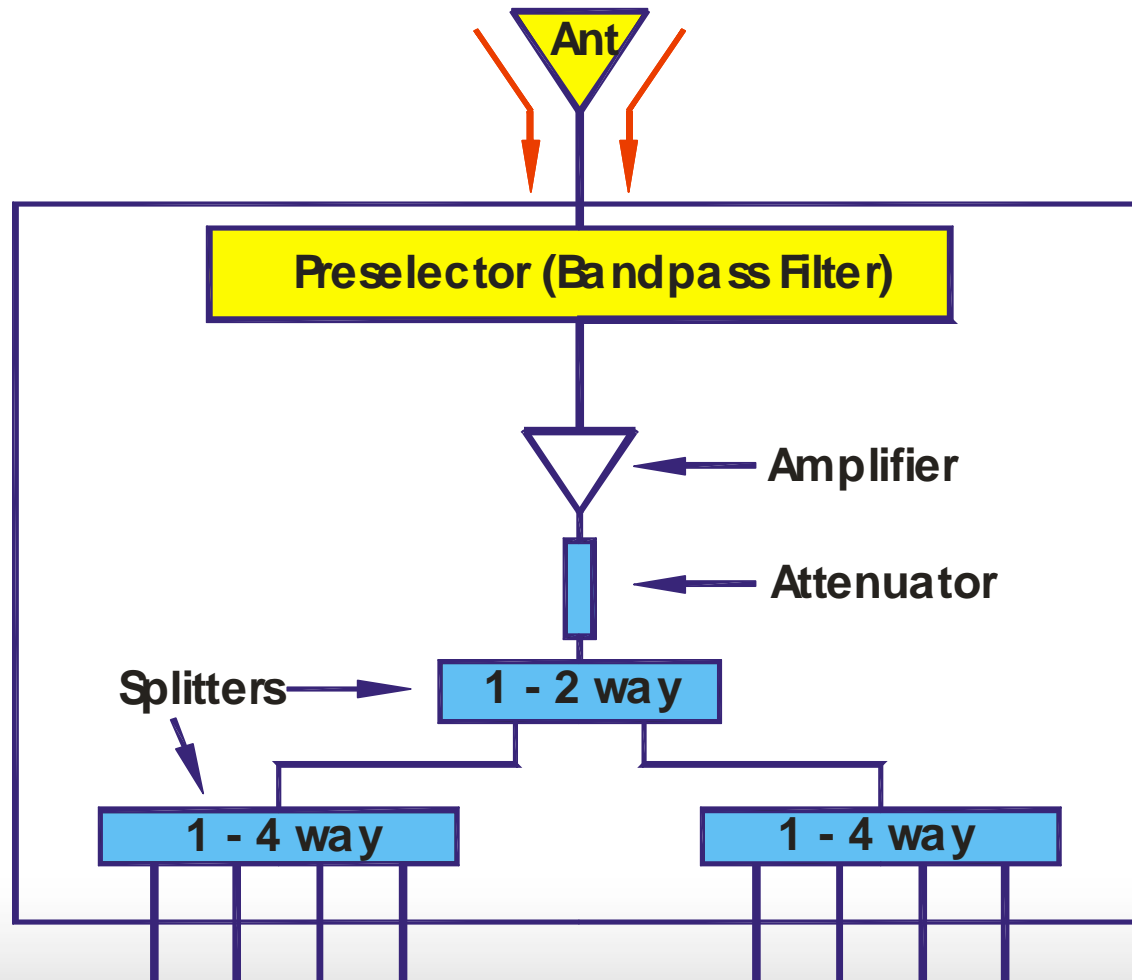 Ant
Preselector (Bandpass Filter)
Amplifier
Attenuator
Splitters
1 - 2 way
1 - 4 way
1 - 4 way